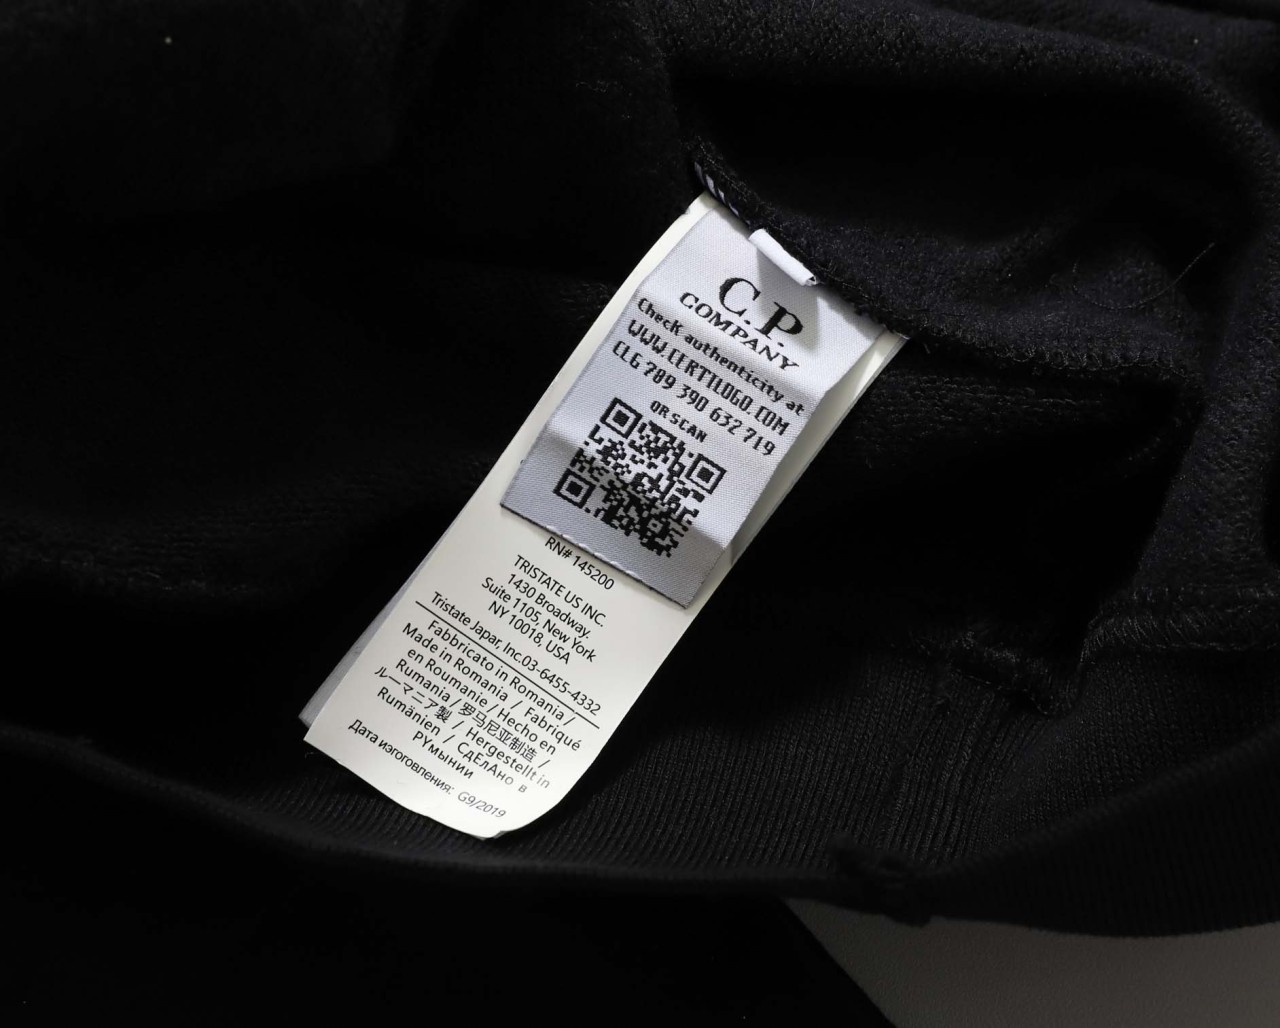 C. P.
COMPANY
Check authenticity at
WWW.CERTILOGO.COM
CLG 789 390 632 719
QR SCAN
RN# 145200
TRISTATE US INC.
1430 Broadway.
Suite 1105, New York
NY 10018, USA
Tristate Japar, Inc.03-6455-4332
Fabbricato in Romania /
Made in Romania / Fabriqué
en Roumanie / Hecho en
Rumania / 罗马尼亚制造 /
ルーマニア製 / Hergestellt in
Rumänien / СДЕлАНО В
РУмынии
Дата изготовления: G9/2019